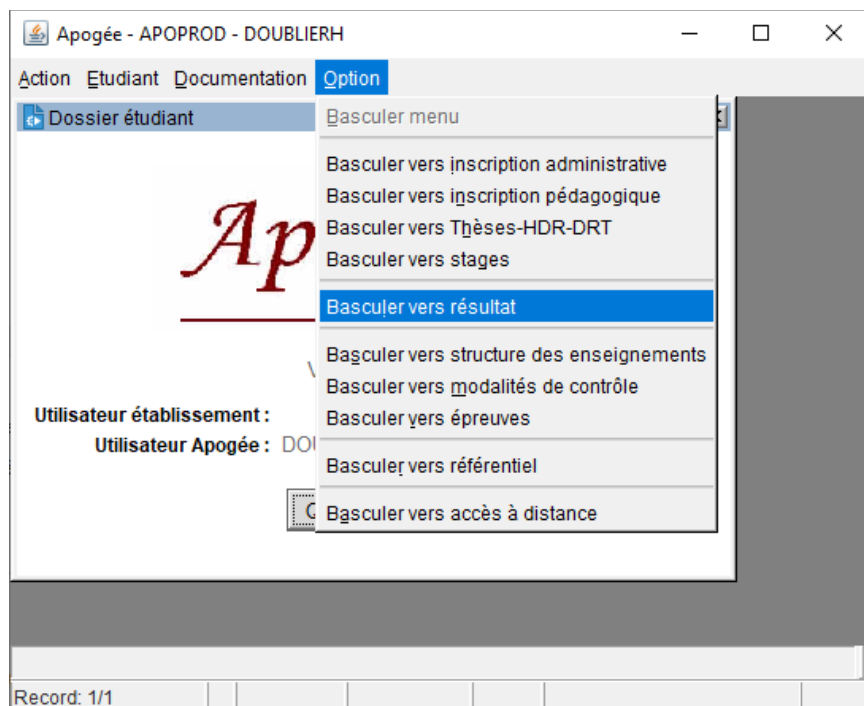 Apogée - APOPROD - DOUBLIERH
Action Etudiant Documentation Option
Dossier étudiant
Basculer menu
Basculer vers inscription administrative
Basculer vers inscription pédagogique
Basculer vers Thèses-HDR-DRT
Basculer vers stages
Ap
Basculer vers résultat
Basculer vers structure des enseignements
V
Basculer vers modalités de contrôle
Utilisateur établissement :
Basculer vers épreuves
Utilisateur Apogée : DOU
Basculer vers référentiel
Basculer vers accès à distance
Record: 1/1